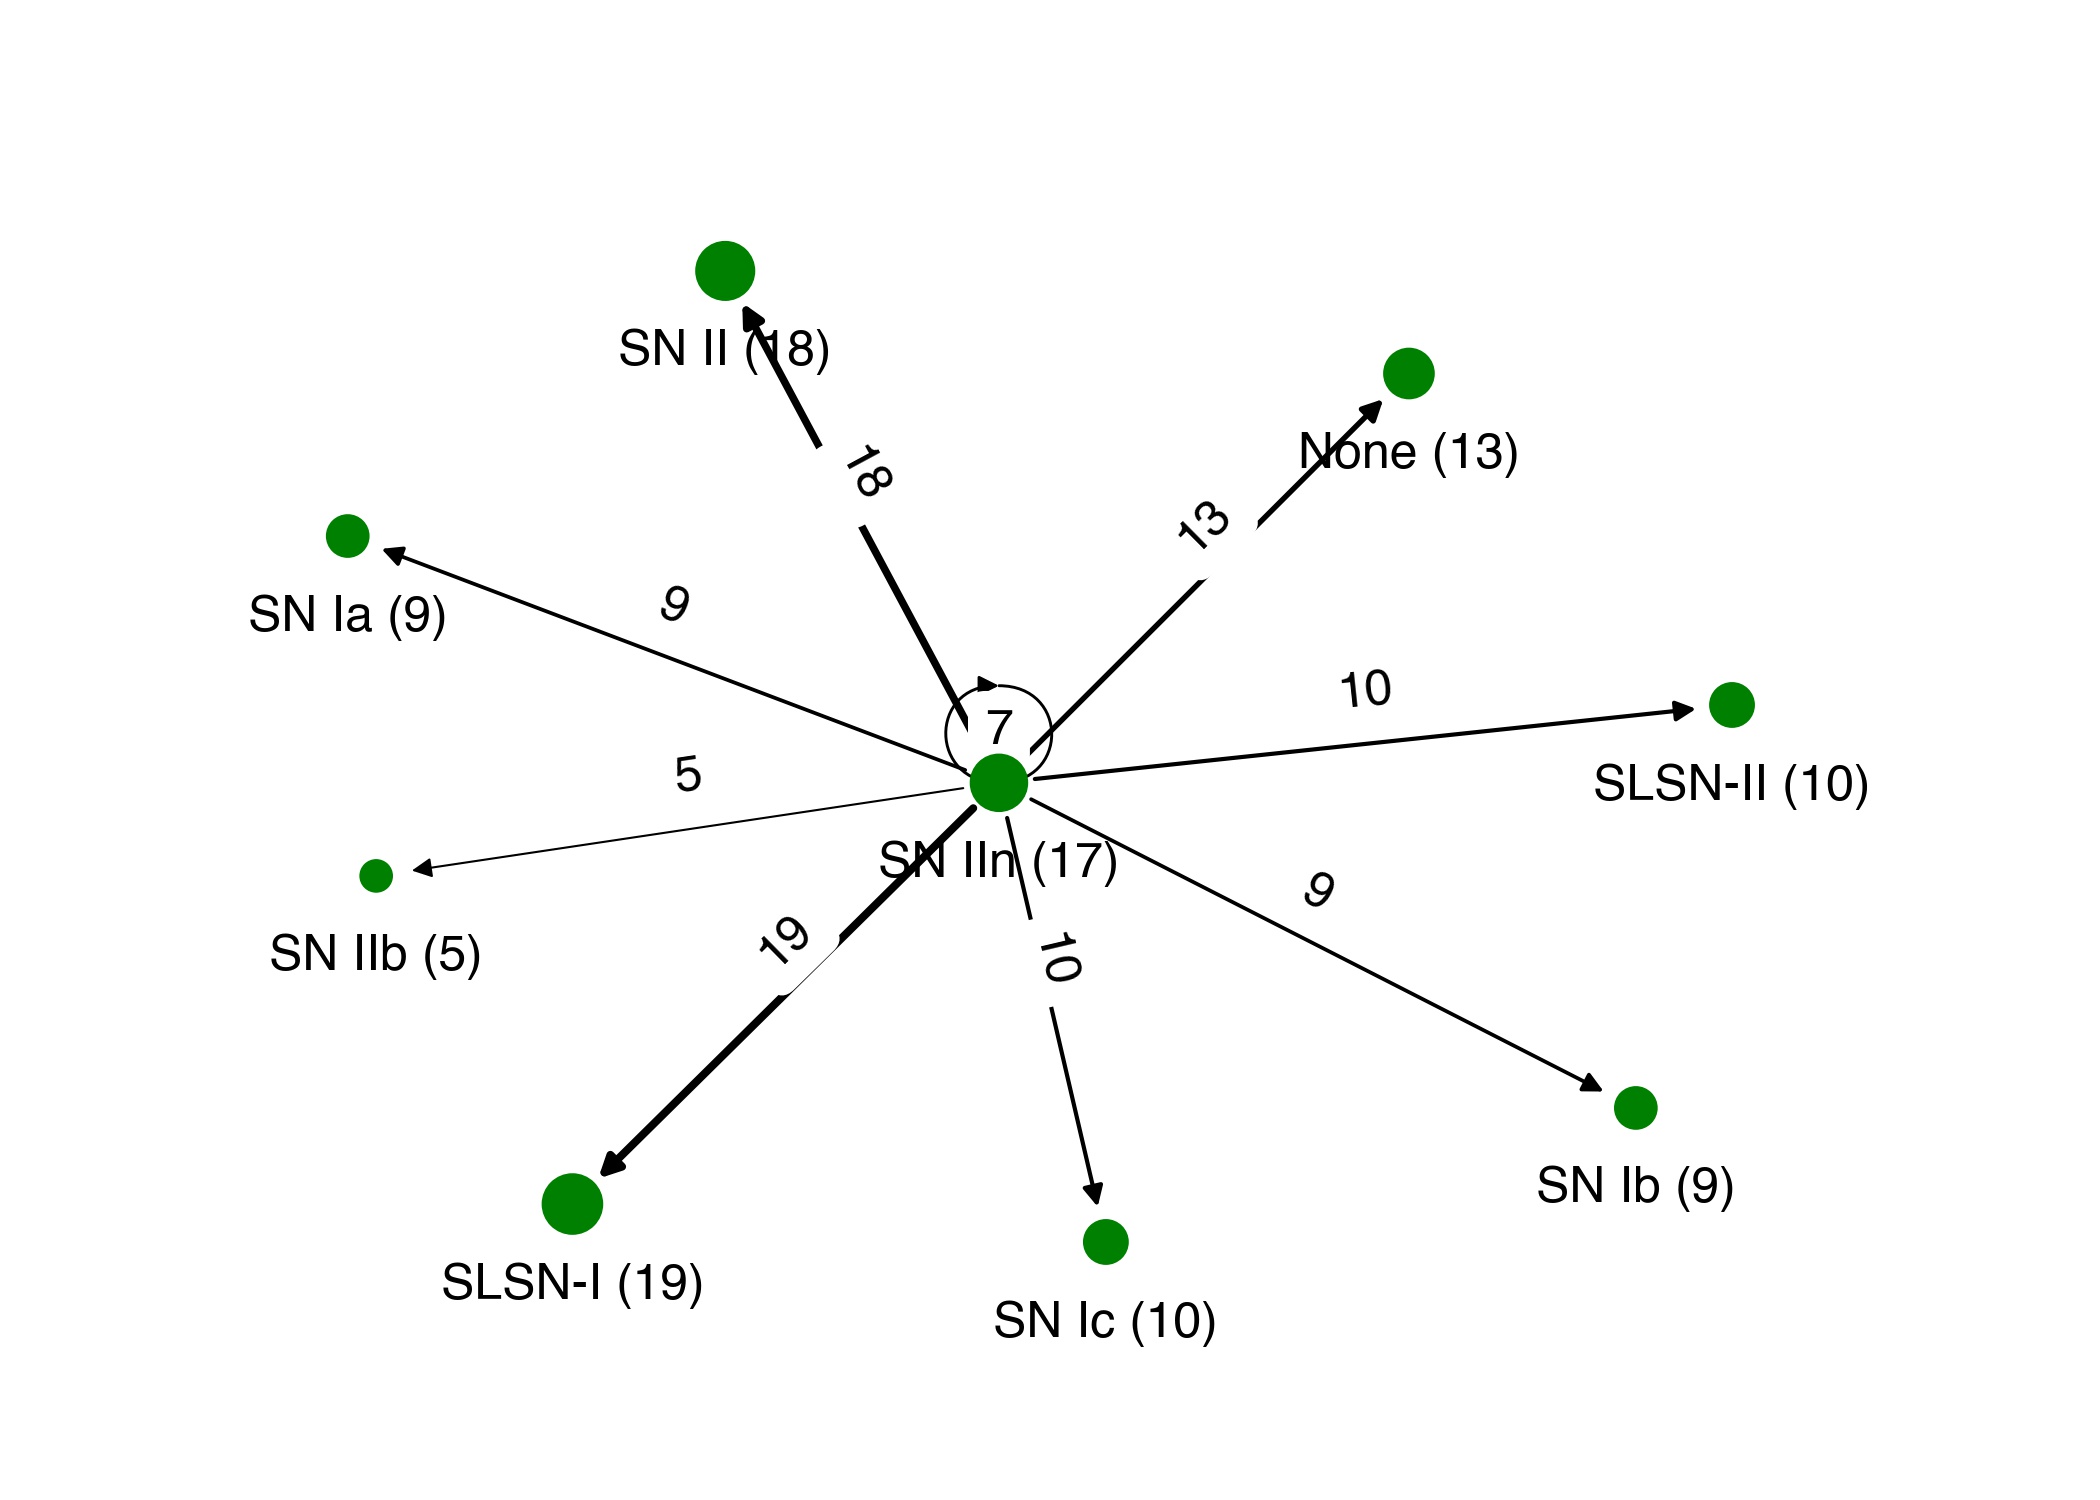 SN II (18)
None (13)
18
13
9
SN Ia (9)
10
7
5
SLSN-II (10)
SN IIn (17)
9
19
10
SN IIb (5)
SN Ib (9)
SLSN-I (19)
SN Ic (10)